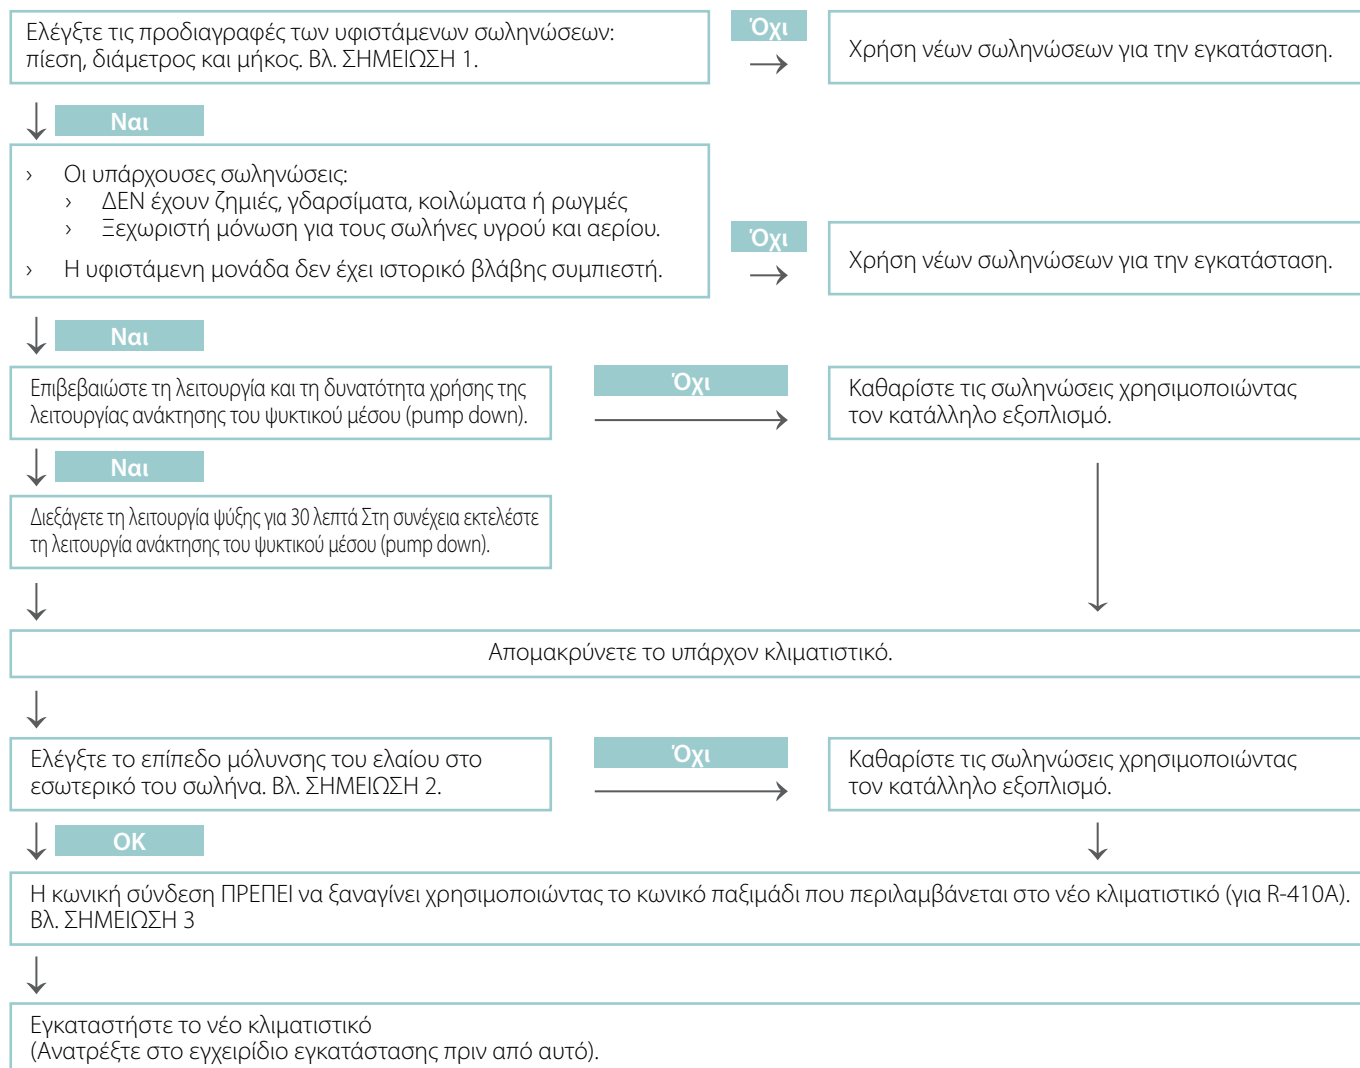 Ελέγξτε τις προδιαγραφές των υφιστάμενων σωληνώσεων:
πίεση, διάμετρος και μήκος. Βλ. ΣΗΜΕΙΩΣΗ 1.
Όχι
Χρήση νέων σωληνώσεων για την εγκατάσταση.
Ναι
› Οι υπάρχουσες σωληνώσεις:
› ΔΕΝ έχουν ζημιές, γδαρσίματα, κοιλώματα ή ρωγμές
› Ξεχωριστή μόνωση για τους σωλήνες υγρού και αερίου.
› Η υφιστάμενη μονάδα δεν έχει ιστορικό βλάβης συμπιεστή.
Όχι
Χρήση νέων σωληνώσεων για την εγκατάσταση.
Ναι
Επιβεβαιώστε τη λειτουργία και τη δυνατότητα χρήσης της
λειτουργίας ανάκτησης του ψυκτικού μέσου (pump down).
Όχι
Καθαρίστε τις σωληνώσεις χρησιμοποιώντας
τον κατάλληλο εξοπλισμό.
Ναι
Διεξάγετε τη λειτουργία ψύξης για 30 λεπτά Στη συνέχεια εκτελέστε
τη λειτουργία ανάκτησης του ψυκτικού μέσου (pump down).
Απομακρύνετε το υπάρχον κλιματιστικό.
Ελέγξτε το επίπεδο μόλυνσης του ελαίου στο
εσωτερικό του σωλήνα. Βλ. ΣΗΜΕΙΩΣΗ 2.
Όχι
Καθαρίστε τις σωληνώσεις χρησιμοποιώντας
τον κατάλληλο εξοπλισμό.
OK
Η κωνική σύνδεση ΠΡΕΠΕΙ να ξαναγίνει χρησιμοποιώντας το κωνικό παξιμάδι που περιλαμβάνεται στο νέο κλιματιστικό (για R-410A).
Βλ. ΣΗΜΕΙΩΣΗ 3
Εγκαταστήστε το νέο κλιματιστικό
(Ανατρέξτε στο εγχειρίδιο εγκατάστασης πριν από αυτό).